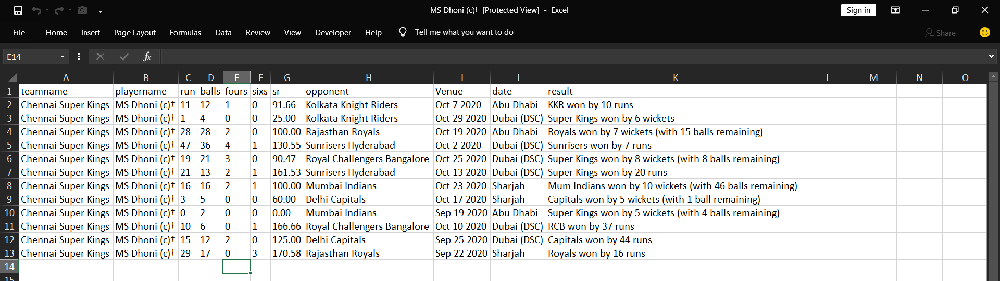 MS Dhoni (c)† [Protected View] - Excel
Sign in
File Home Insert Page Layout Formulas Data Review View Developer Help Tell me what you want to do Share
E14 fx
A B C D E F G H I J K L M N O
1 teamname playername run balls fours sixs sr opponent Venue date result
2 Chennai Super Kings MS Dhoni (c)† 11 12 1 0 91.66 Kolkata Knight Riders Oct 7 2020 Abu Dhabi KKR won by 10 runs
3 Chennai Super Kings MS Dhoni (c)† 1 4 0 0 25.00 Kolkata Knight Riders Oct 29 2020 Dubai (DSC) Super Kings won by 6 wickets
4 Chennai Super Kings MS Dhoni (c)† 28 28 2 0 100.00 Rajasthan Royals Oct 19 2020 Abu Dhabi Royals won by 7 wickets (with 15 balls remaining)
5 Chennai Super Kings MS Dhoni (c)† 47 36 4 1 130.55 Sunrisers Hyderabad Oct 2 2020 Dubai (DSC) Sunrisers won by 7 runs
6 Chennai Super Kings MS Dhoni (c)† 19 21 3 0 90.47 Royal Challengers Bangalore Oct 25 2020 Dubai (DSC) Super Kings won by 8 wickets (with 8 balls remaining)
7 Chennai Super Kings MS Dhoni (c)† 21 13 2 1 161.53 Sunrisers Hyderabad Oct 13 2020 Dubai (DSC) Super Kings won by 20 runs
8 Chennai Super Kings MS Dhoni (c)† 16 16 2 1 100.00 Mumbai Indians Oct 23 2020 Sharjah Mum Indians won by 10 wickets (with 46 balls remaining)
9 Chennai Super Kings MS Dhoni (c)† 3 5 0 0 60.00 Delhi Capitals Oct 17 2020 Sharjah Capitals won by 5 wickets (with 1 ball remaining)
10 Chennai Super Kings MS Dhoni (c)† 0 2 0 0 0.00 Mumbai Indians Sep 19 2020 Abu Dhabi Super Kings won by 5 wickets (with 4 balls remaining)
11 Chennai Super Kings MS Dhoni (c)† 10 6 0 1 166.66 Royal Challengers Bangalore Oct 10 2020 Dubai (DSC) RCB won by 37 runs
12 Chennai Super Kings MS Dhoni (c)† 15 12 2 0 125.00 Delhi Capitals Sep 25 2020 Dubai (DSC) Capitals won by 44 runs
13 Chennai Super Kings MS Dhoni (c)† 29 17 0 3 170.58 Rajasthan Royals Sep 22 2020 Sharjah Royals won by 16 runs
14
15